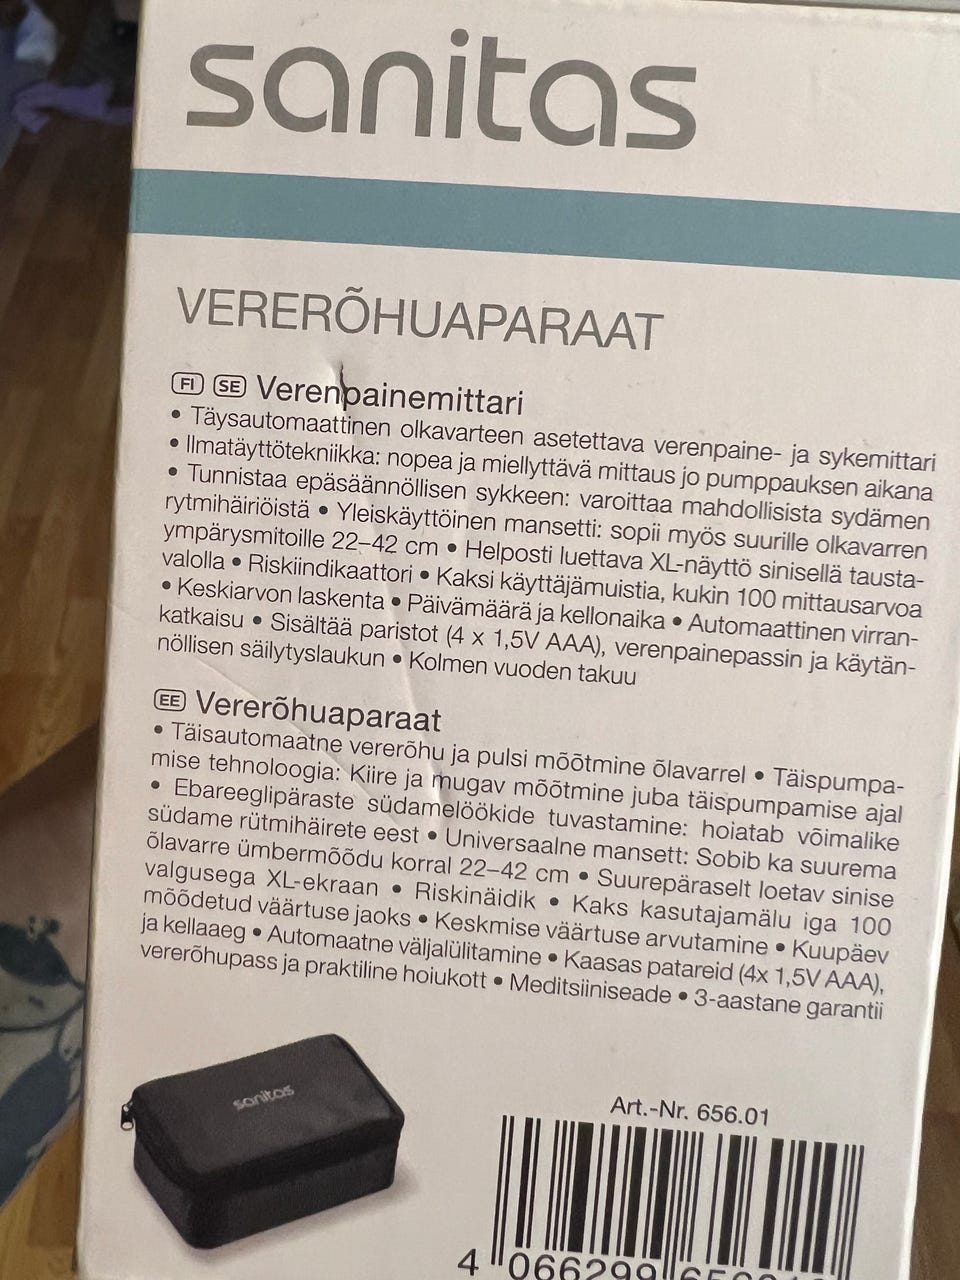 sanitas
VERERÕHUAPARAAT
FI SE Verenpainemittari
• Täysautomaattinen olkavarteen asetettava verenpaine- ja sykemittari
• Ilmatäyttötekniikka: nopea ja miellyttävä mittaus jo pumppauksen aikana
• Tunnistaa epäsäännöllisen sykkeen: varoittaa mahdollisista sydämen
rytmihäiriöistä • Yleiskäyttöinen mansetti: sopii myös suurille olkavarren
ympärysmitoille 22–42 cm • Helposti luettava XL-näyttö sinisellä tausta-
valolla • Riskiindikaattori • Kaksi käyttäjämuistia, kukin 100 mittausarvoa
• Keskiarvon laskenta • Päivämäärä ja kellonaika • Automaattinen virran-
katkaisu • Sisältää paristot (4 x 1,5V AAA), verenpainepassin ja käytän-
nöllisen säilytyslaukun • Kolmen vuoden takuu
EE Vererõhuaparaat
• Täisautomaatne vererõhu ja pulsi mõõtmine õlavarrel • Täispumpa-
mise tehnoloogia: Kiire ja mugav mõõtmine juba täispumpamise ajal
• Ebareeglipäraste südamelöökide tuvastamine: hoiatab võimalike
südame rütmihäirete eest • Universaalne mansett: Sobib ka suurema
õlavarre ümbermõõdu korral 22–42 cm • Suurepäraselt loetav sinise
valgusega XL-ekraan • Riskinäidik • Kaks kasutajamälu iga 100
mõõdetud väärtuse jaoks • Keskmise väärtuse arvutamine • Kuupäev
ja kellaaeg • Automaatne väljalülitamine • Kaasas patareid (4x 1,5V AAA),
vererõhupass ja praktiline hoiukott • Meditsiiniseade • 3-aastane garantii
sanitas
Art.-Nr. 656.01
4 066299